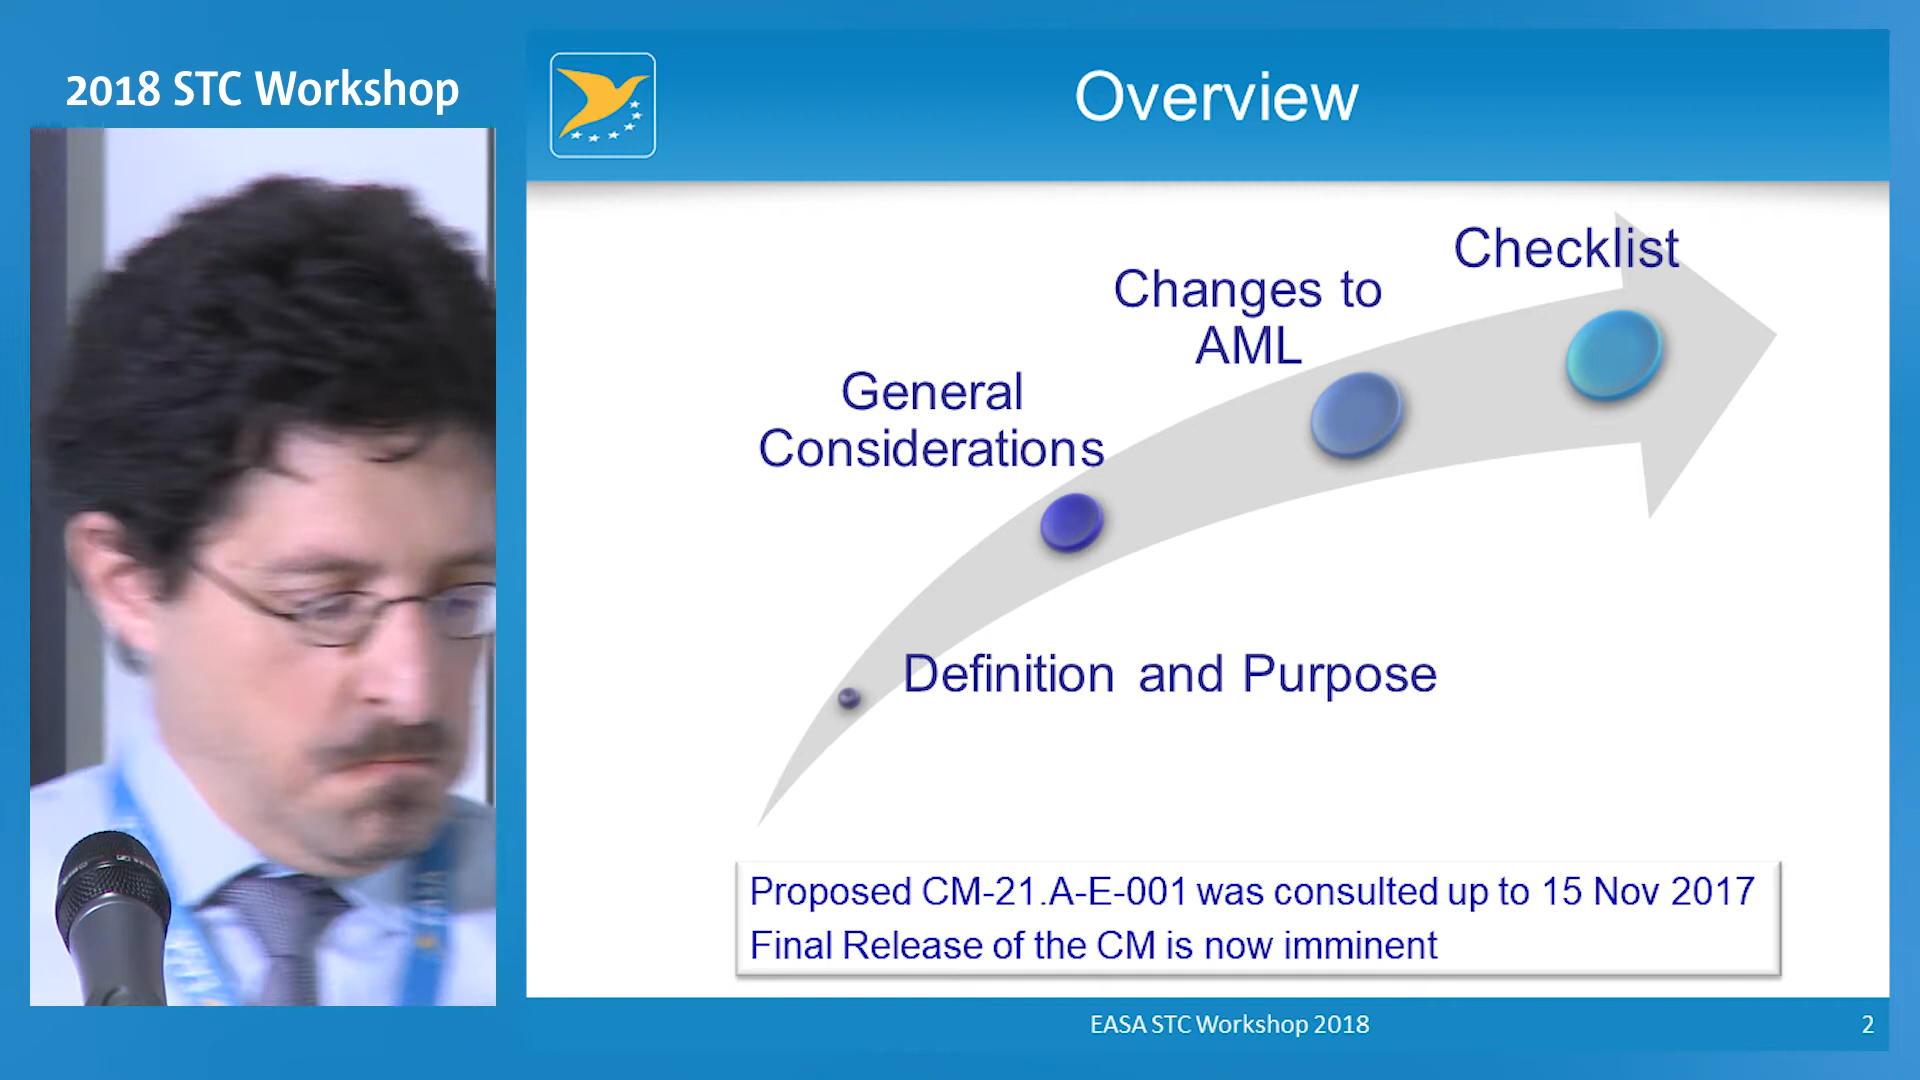 2018 STC Workshop
Overview
Checklist
Changes to
AML
General
Considerations
Definition and Purpose
Proposed CM-21.A-E-001 was consulted up to 15 Nov 2017
Final Release of the CM is now imminent
EASA STC Workshop 2018
2